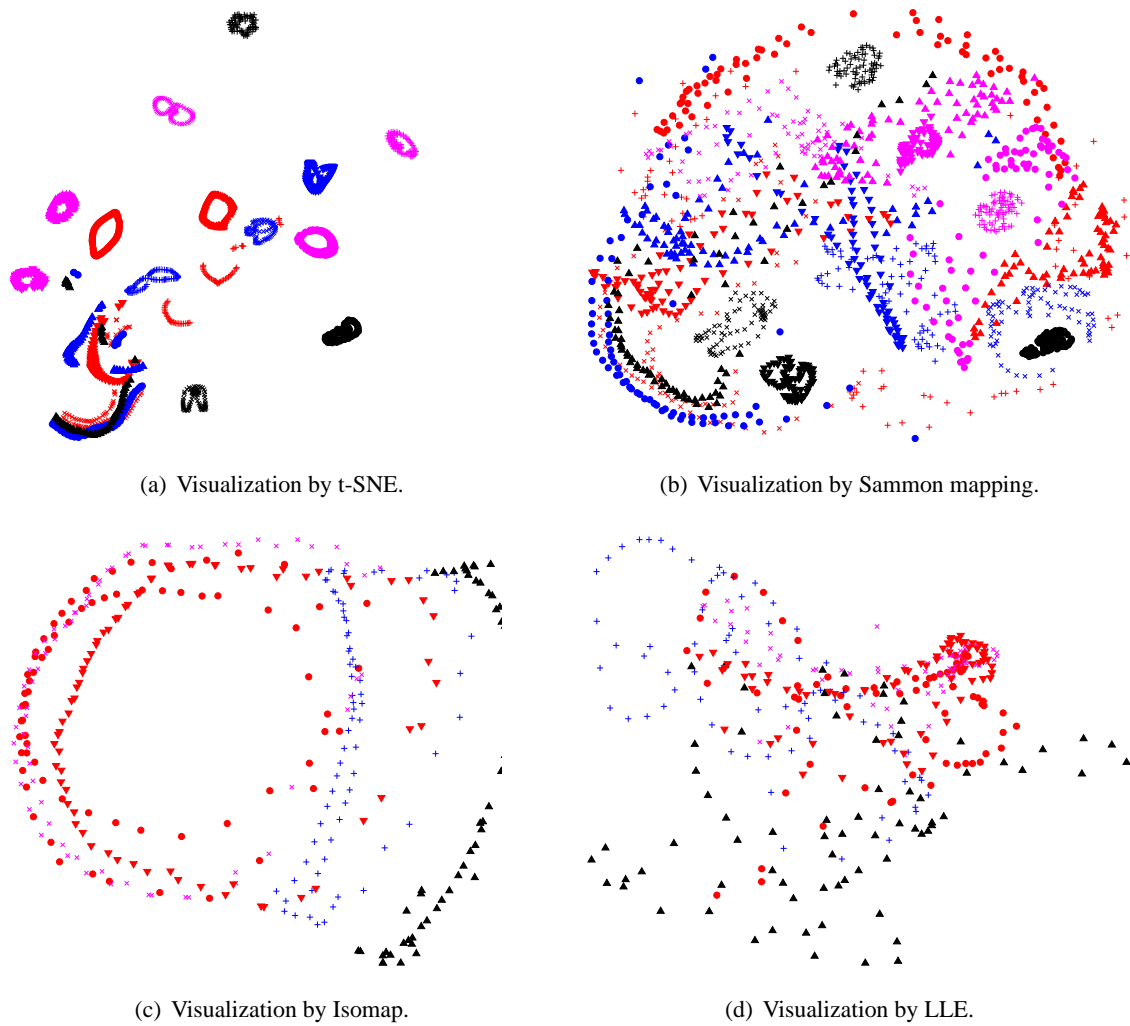 (a) Visualization by t-SNE.
(b) Visualization by Sammon mapping.
(c) Visualization by Isomap.
(d) Visualization by LLE.